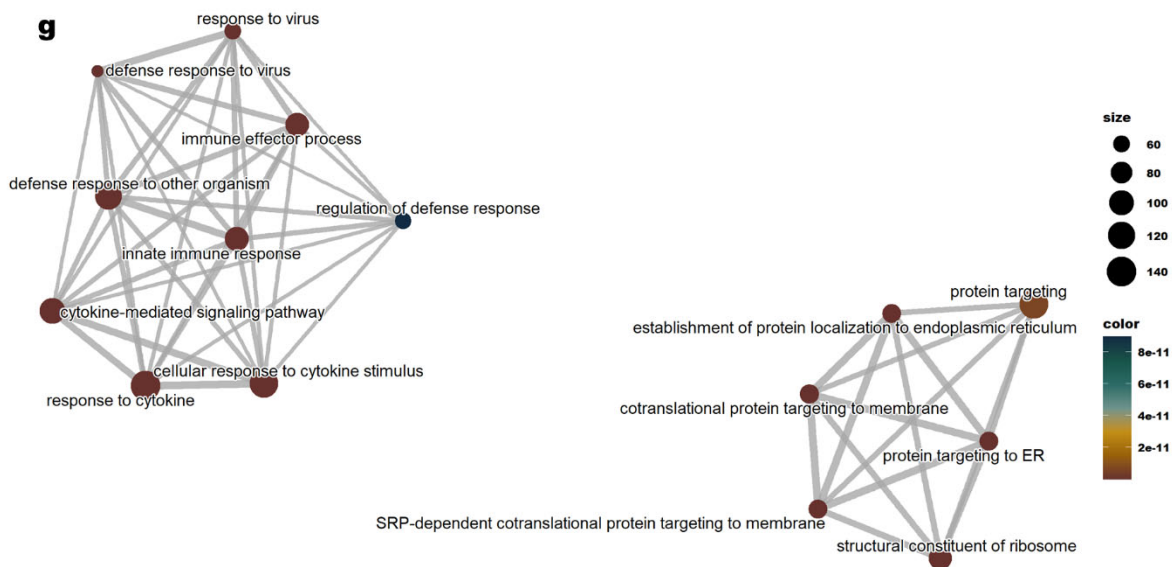 g
response to virus
defense response to virus
immune effector process
defense response to other organism
regulation of defense response
innate immune response
cytokine-mediated signaling pathway
cellular response to cytokine stimulus
response to cytokine
protein targeting
establishment of protein localization to endoplasmic reticulum
cotranslational protein targeting to membrane
protein targeting to ER
SRP-dependent cotranslational protein targeting to membrane
structural constituent of ribosome
size
60
80
100
120
140
color
8e-11
6e-11
4e-11
2e-11